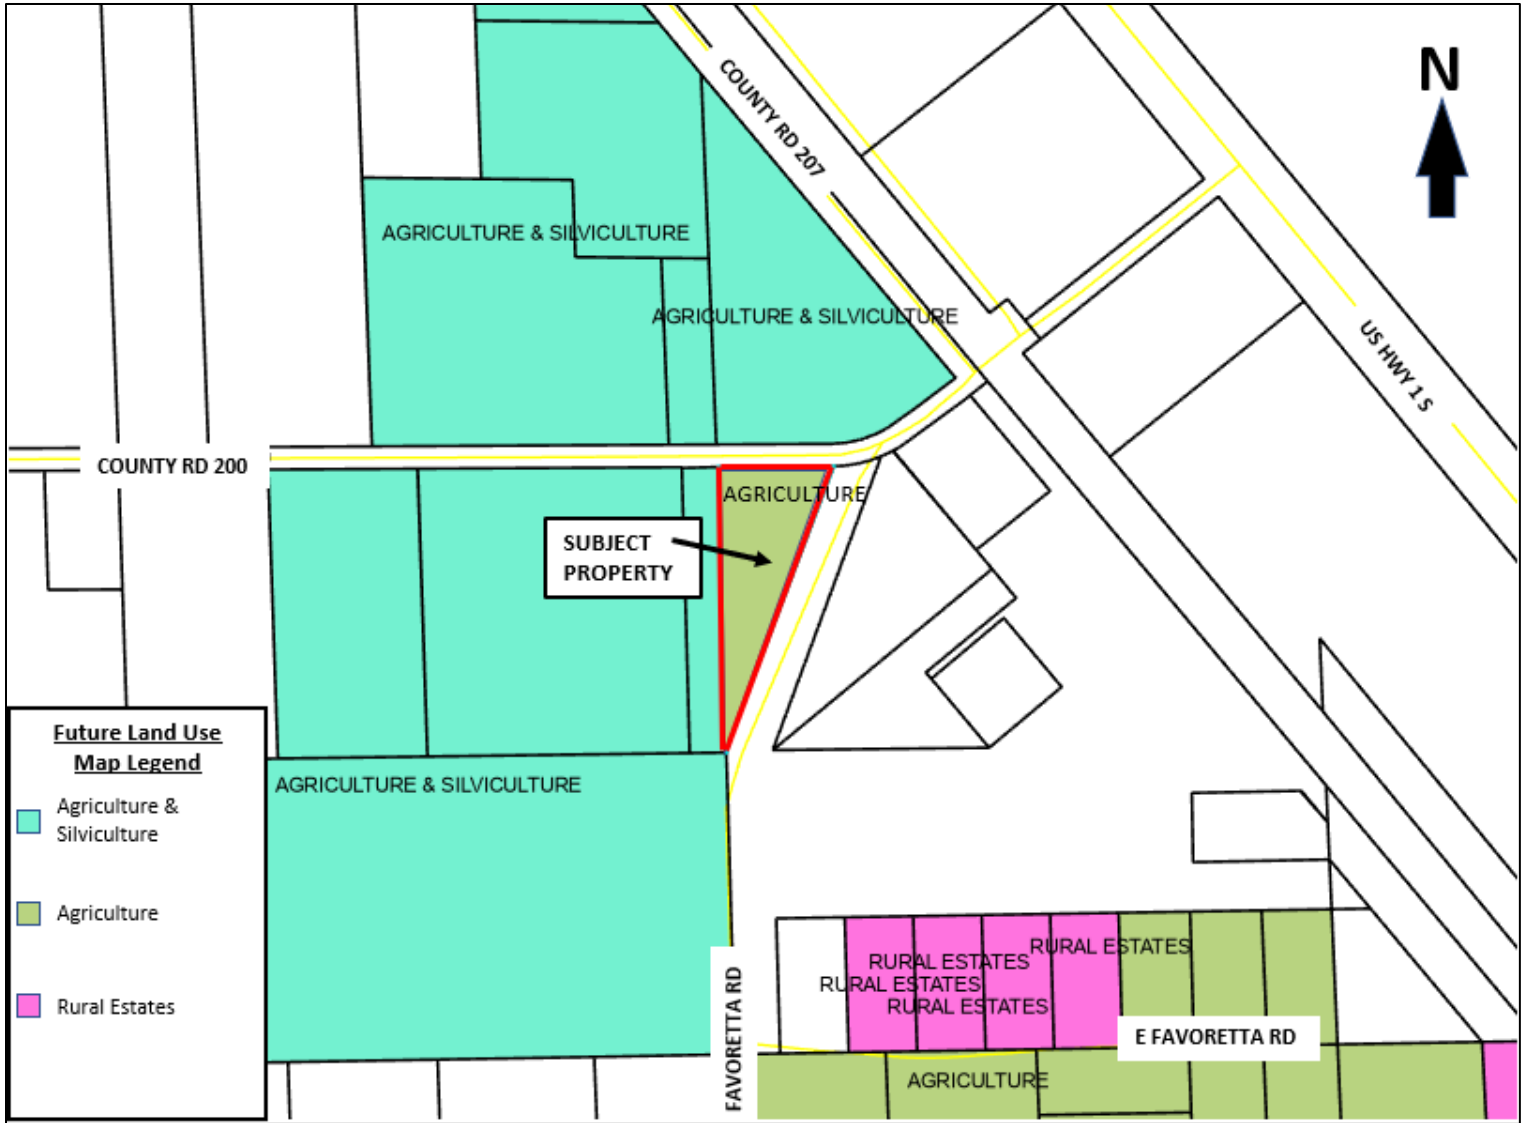 N
COUNTY RD 207
AGRICULTURE & SILVICULTURE
AGRICULTURE & SILVICULTURE
US HWY 1 S
COUNTY RD 200
AGRICULTURE
SUBJECT
PROPERTY
Future Land Use
Map Legend
Agriculture &
Silviculture
Agriculture
Rural Estates
AGRICULTURE & SILVICULTURE
FAVORETTA RD
RURAL ESTATES
RURAL ESTATES
RURAL ESTATES
RURAL ESTATES
E FAVORETTA RD
AGRICULTURE